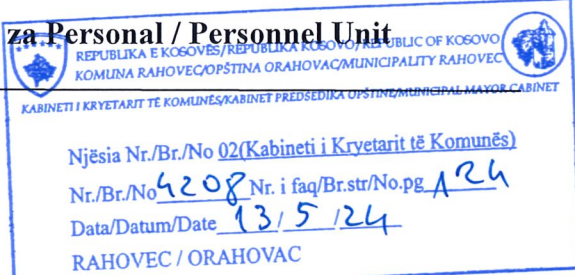 za Personal / Personnel Unit
REPUBLIKA E KOSOVËS/REPUBLIKA KOSOVO/REPUBLIC OF KOSOVO
KOMUNA RAHOVEC/OPŠTINA ORAHOVAC/MUNICIPALITY RAHOVEC
KABINETI I KRYETARIT TË KOMUNËS/KABINET PREDSEDIKA OPŠTINE/MUNICIPAL MAYOR CABINET
Njësia Nr./Br./No 02(Kabineti i Kryetarit të Komunës)
Nr./Br./No 4208 Nr. i faq/Br.str/No.pg
Data/Datum/Date 13/5/24
RAHOVEC / ORAHOVAC